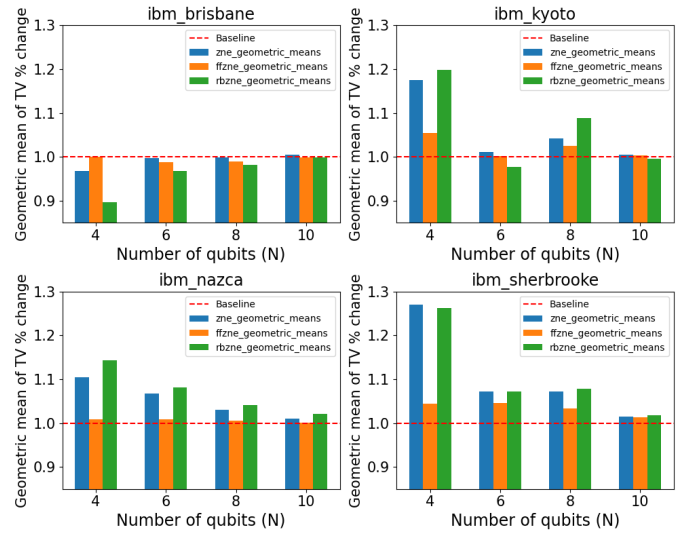 ibm_brisbane
Geometric mean of TV % change
1.3
1.2
1.1
1.0
0.9
Baseline
zne_geometric_means
ffzne_geometric_means
rbzne_geometric_means
4 6 8 10
Number of qubits (N)
ibm_kyoto
Geometric mean of TV % change
1.3
1.2
1.1
1.0
0.9
Baseline
zne_geometric_means
ffzne_geometric_means
rbzne_geometric_means
4 6 8 10
Number of qubits (N)
ibm_nazca
Geometric mean of TV % change
1.3
1.2
1.1
1.0
0.9
Baseline
zne_geometric_means
ffzne_geometric_means
rbzne_geometric_means
4 6 8 10
Number of qubits (N)
ibm_sherbrooke
Geometric mean of TV % change
1.3
1.2
1.1
1.0
0.9
Baseline
zne_geometric_means
ffzne_geometric_means
rbzne_geometric_means
4 6 8 10
Number of qubits (N)